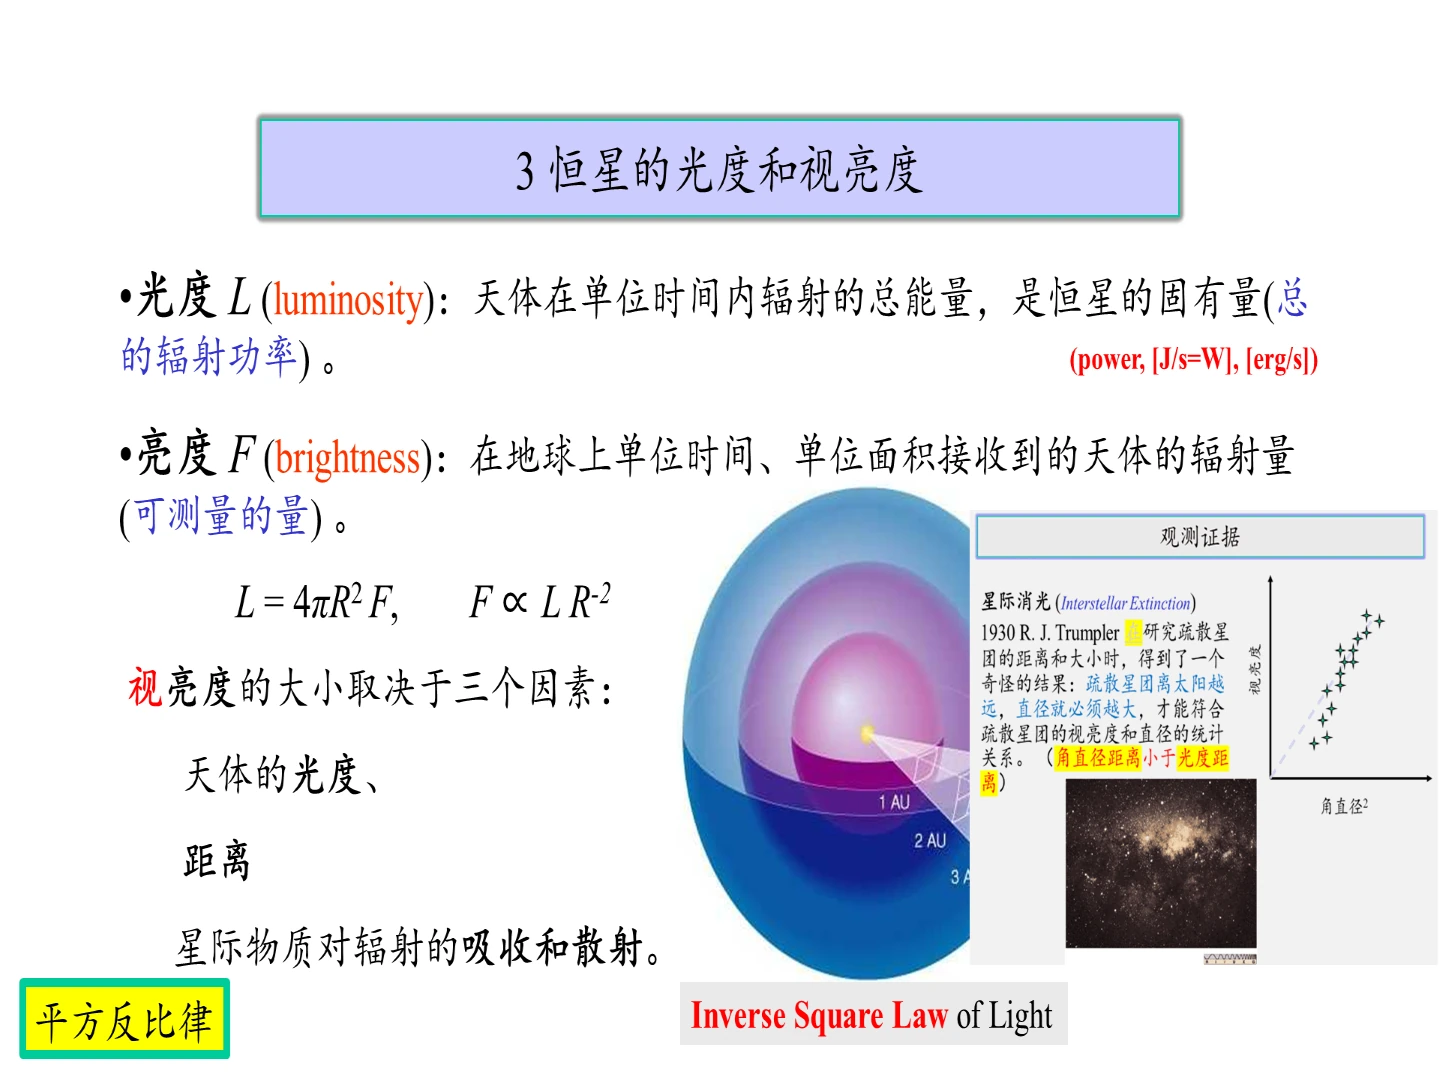 3 恒星的光度和视亮度
•光度 L (luminosity)：天体在单位时间内辐射的总能量，是恒星的固有量(总
的辐射功率) 。
(power, [J/s=W], [erg/s])
•亮度 F (brightness)：在地球上单位时间、单位面积接收到的天体的辐射量
(可测量的量) 。
L = 4πR² F, F ∝ L R⁻²
视亮度的大小取决于三个因素：
天体的光度、
距离
星际物质对辐射的吸收和散射。
平方反比律
1 AU
2 AU
3 A
Inverse Square Law of Light
观测证据
星际消光 (Interstellar Extinction)
1930 R. J. Trumpler 在研究疏散星
团的距离和大小时，得到了一个
奇怪的结果：疏散星团离太阳越
远，直径就必须越大，才能符合
疏散星团的视亮度和直径的统计
关系。（角直径距离小于光度距
离）
视亮度
角直径²